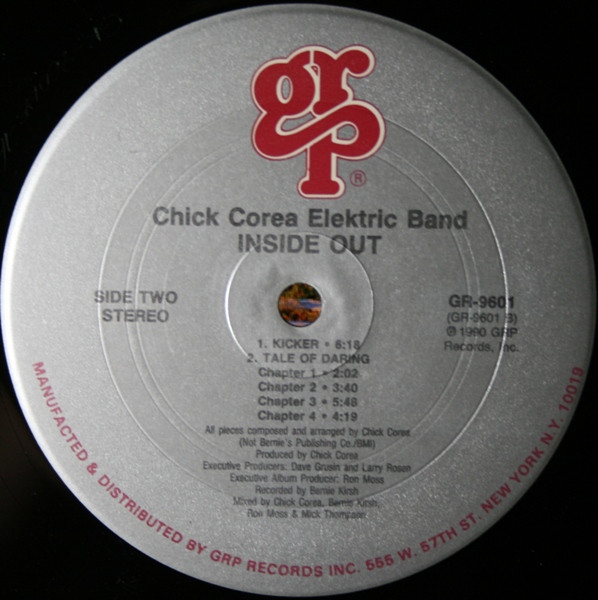 grp®
Chick Corea Elektric Band
INSIDE OUT
SIDE TWO
STEREO
GR-9601
(GR-9601 B)
℗ 1990 GRP
Records, Inc.
1. KICKER • 6:18
2. TALE OF DARING
Chapter 1 • 2:02
Chapter 2 • 3:40
Chapter 3 • 5:48
Chapter 4 • 4:19
All pieces composed and arranged by Chick Corea
(Not Bernie's Publishing Co./BMI)
Produced by Chick Corea
Executive Producers: Dave Grusin and Larry Rosen
Executive Album Producer: Ron Moss
Recorded by Bernie Kirsh
Mixed by Chick Corea, Bernie Kirsh,
Ron Moss & Mick Thompson
MANUFACTED & DISTRIBUTED BY GRP RECORDS INC. 555 W. 57TH ST. NEW YORK N.Y. 10019